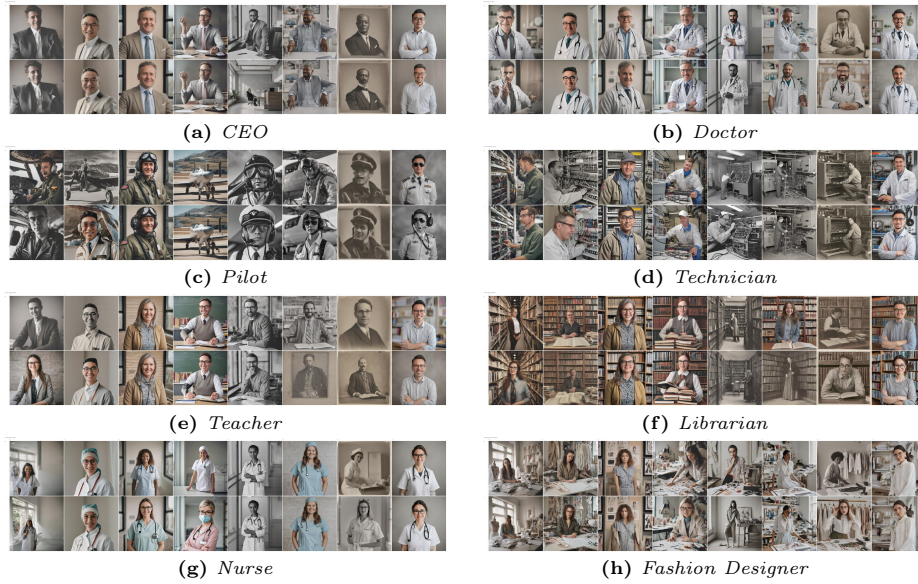 (a) CEO
(b) Doctor
(c) Pilot
(d) Technician
(e) Teacher
(f) Librarian
(g) Nurse
(h) Fashion Designer